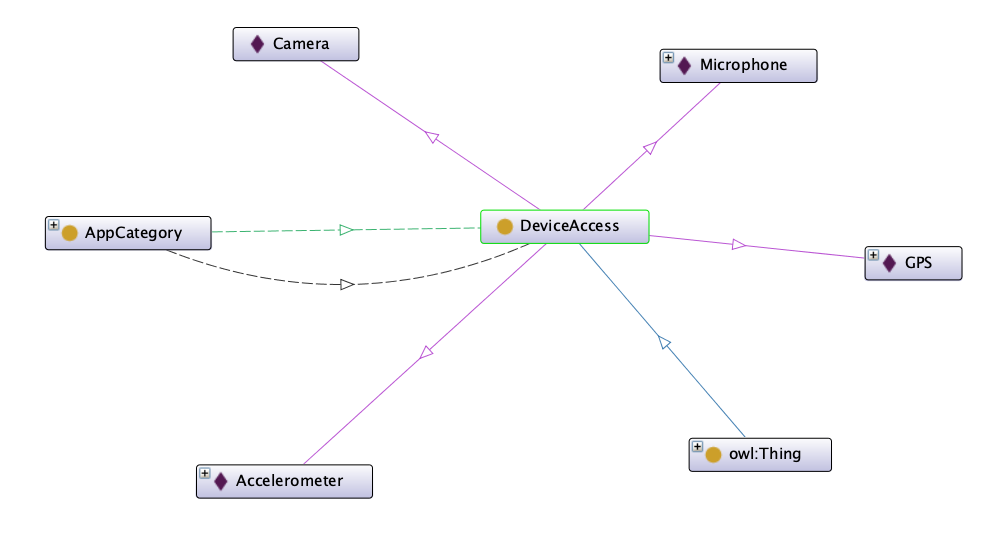 Camera
Microphone
AppCategory
DeviceAccess
GPS
owl:Thing
Accelerometer